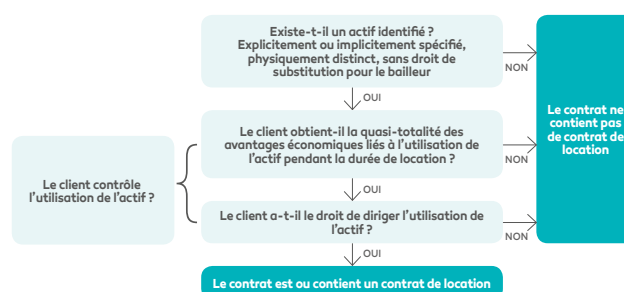 Existe-t-il un actif identifié ?
Explicitement ou implicitement spécifié,
physiquement distinct, sans droit de
substitution pour le bailleur
NON
OUI
Le contrat ne
contient pas
de contrat de
location
Le client obtient-il la quasi-totalité des
avantages économiques liés à l'utilisation de
l'actif pendant la durée de location ?
NON
Le client contrôle
l'utilisation de l'actif ?
OUI
Le client a-t-il le droit de diriger l'utilisation de
l'actif ?
NON
OUI
Le contrat est ou contient un contrat de location